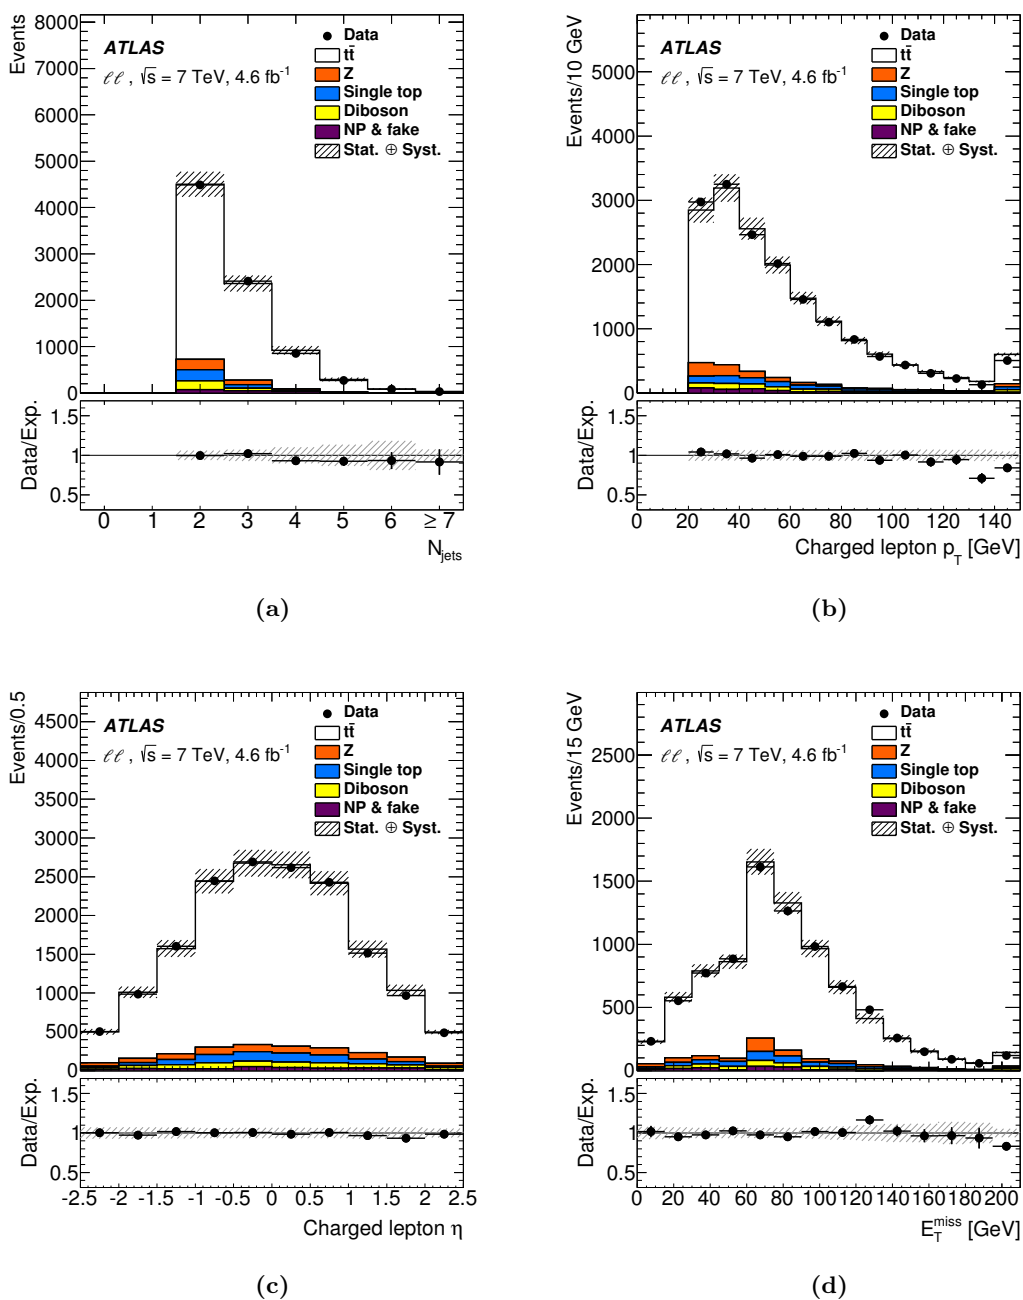 Events
8000
7000
6000
5000
4000
3000
2000
1000
0
ATLAS
ℓℓ , √s = 7 TeV, 4.6 fb⁻¹
Data
tt̄
Z
Single top
Diboson
NP & fake
Stat. ⊕ Syst.
Data/Exp.
1.5
1
0.5
0 1 2 3 4 5 6 ≥ 7
N_jets
(a)
Events/10 GeV
5000
4000
3000
2000
1000
0
ATLAS
ℓℓ , √s = 7 TeV, 4.6 fb⁻¹
Data
tt̄
Z
Single top
Diboson
NP & fake
Stat. ⊕ Syst.
Data/Exp.
1.5
1
0.5
0 20 40 60 80 100 120 140
Charged lepton p_T [GeV]
(b)
Events/0.5
4500
4000
3500
3000
2500
2000
1500
1000
500
0
ATLAS
ℓℓ , √s = 7 TeV, 4.6 fb⁻¹
Data
tt̄
Z
Single top
Diboson
NP & fake
Stat. ⊕ Syst.
Data/Exp.
1.5
1
0.5
-2.5 -2 -1.5 -1 -0.5 0 0.5 1 1.5 2 2.5
Charged lepton η
(c)
Events/15 GeV
2500
2000
1500
1000
500
0
ATLAS
ℓℓ , √s = 7 TeV, 4.6 fb⁻¹
Data
tt̄
Z
Single top
Diboson
NP & fake
Stat. ⊕ Syst.
Data/Exp.
1.5
1
0.5
0 20 40 60 80 100 120 140 160 180 200
E_T^miss [GeV]
(d)